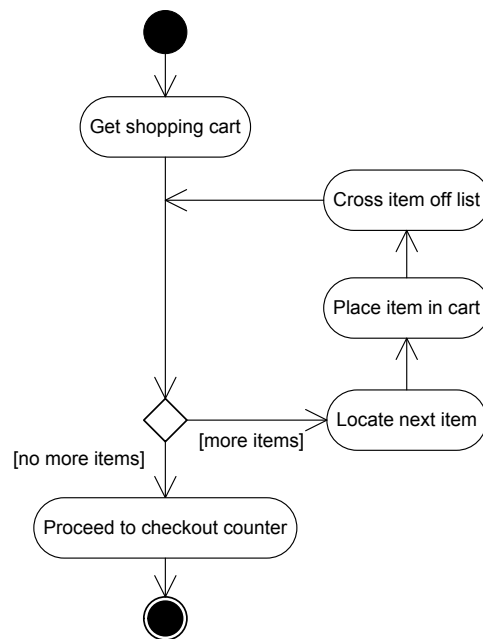 Get shopping cart
Cross item off list
Place item in cart
Locate next item
[more items]
[no more items]
Proceed to checkout counter